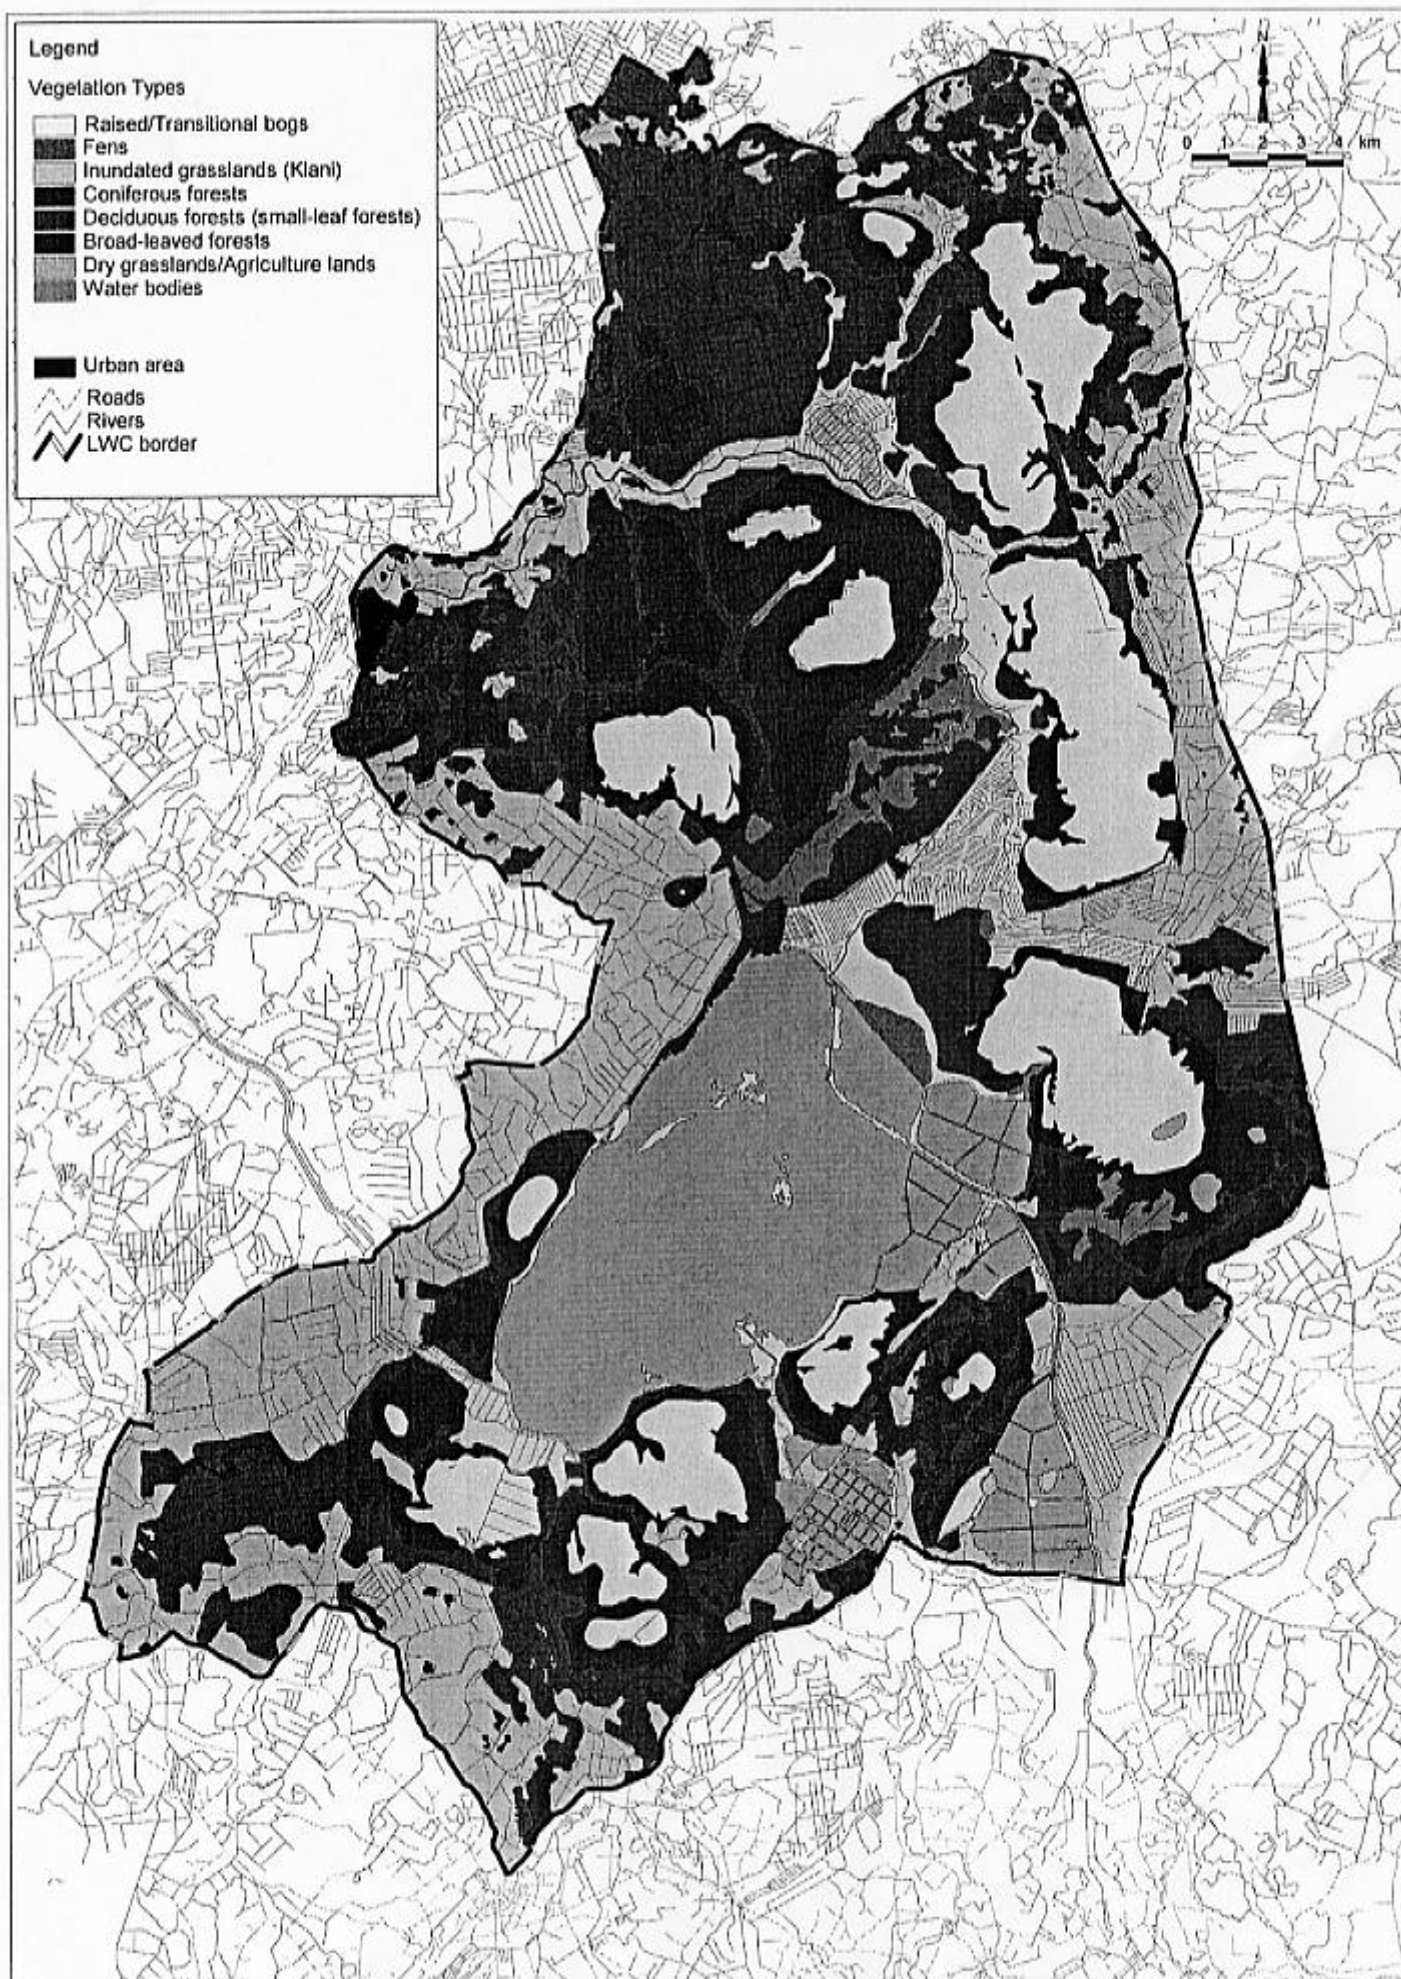 Legend
Vegetation Types
Raised/Transitional bogs
Fens
Inundated grasslands (Klani)
Coniferous forests
Deciduous forests (small-leaf forests)
Broad-leaved forests
Dry grasslands/Agriculture lands
Water bodies
Urban area
Roads
Rivers
LWC border
N
0 1 2 3 4 km